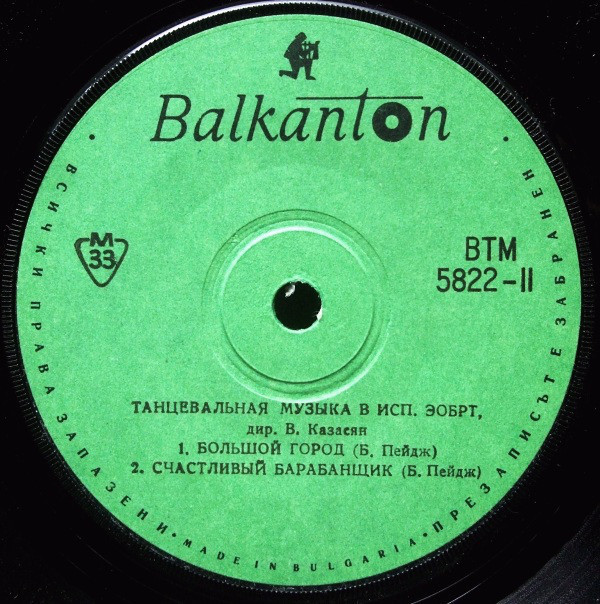 Balkanton
M
33
ВТМ
5822-II
ТАНЦЕВАЛЬНАЯ МУЗЫКА В ИСП. ЭОБРТ,
дир. В. Казасян
1. БОЛЬШОЙ ГОРОД (Б. Пейдж)
2. СЧАСТЛИВЫЙ БАРАБАНЩИК (Б. Пейдж)
• ВСИЧКИ ПРАВА ЗАПАЗЕНИ • MADE IN BULGARIA • ПРЕЗАПИСЪТ Е ЗАБРАНЕН •